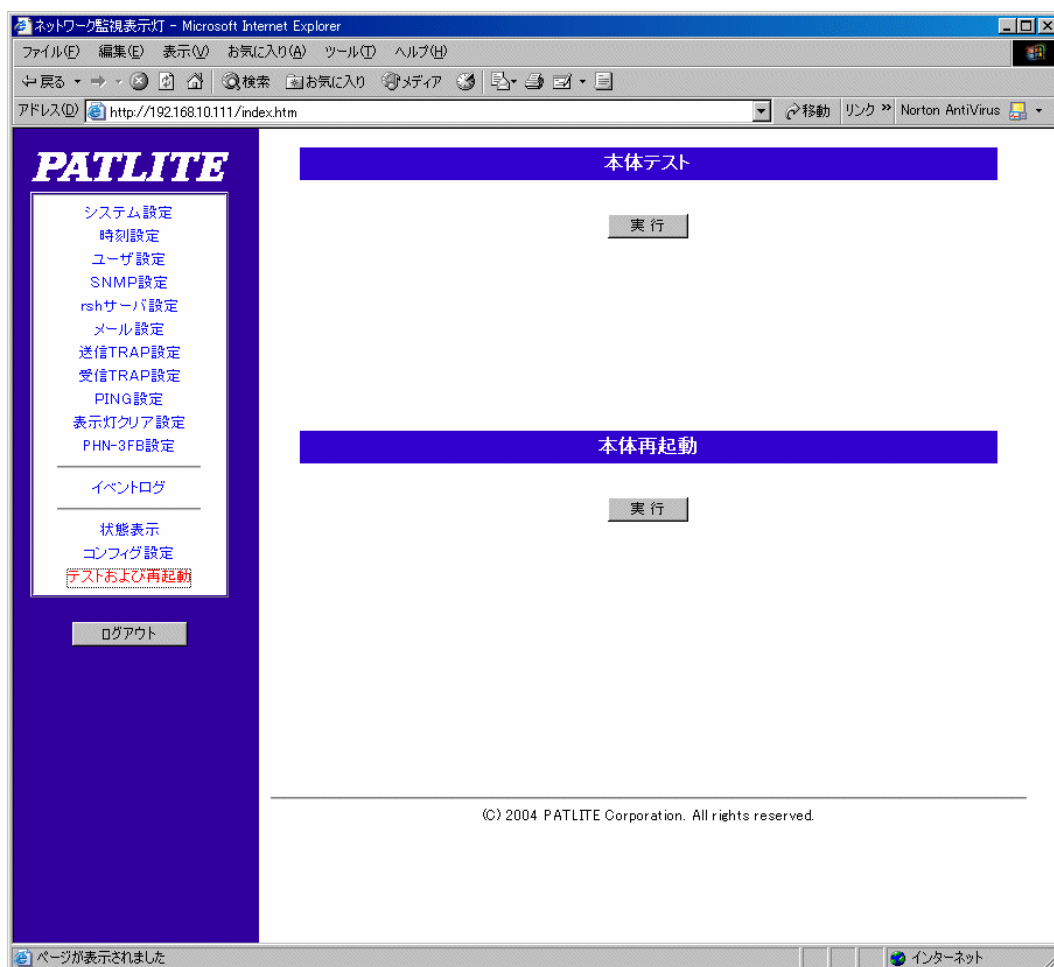 ネットワーク監視表示灯 - Microsoft Internet Explorer
ファイル(F) 編集(E) 表示(V) お気に入り(A) ツール(T) ヘルプ(H)
戻る 検索 お気に入り メディア
アドレス(D) http://192.168.10.111/index.htm 移動 リンク » Norton AntiVirus
PATLITE
システム設定
時刻設定
ユーザ設定
SNMP設定
rshサーバ設定
メール設定
送信TRAP設定
受信TRAP設定
PING設定
表示灯クリア設定
PHN-3FB設定
イベントログ
状態表示
コンフィグ設定
テストおよび再起動
ログアウト
本体テスト
実行
本体再起動
実行
(C) 2004 PATLITE Corporation. All rights reserved.
ページが表示されました インターネット